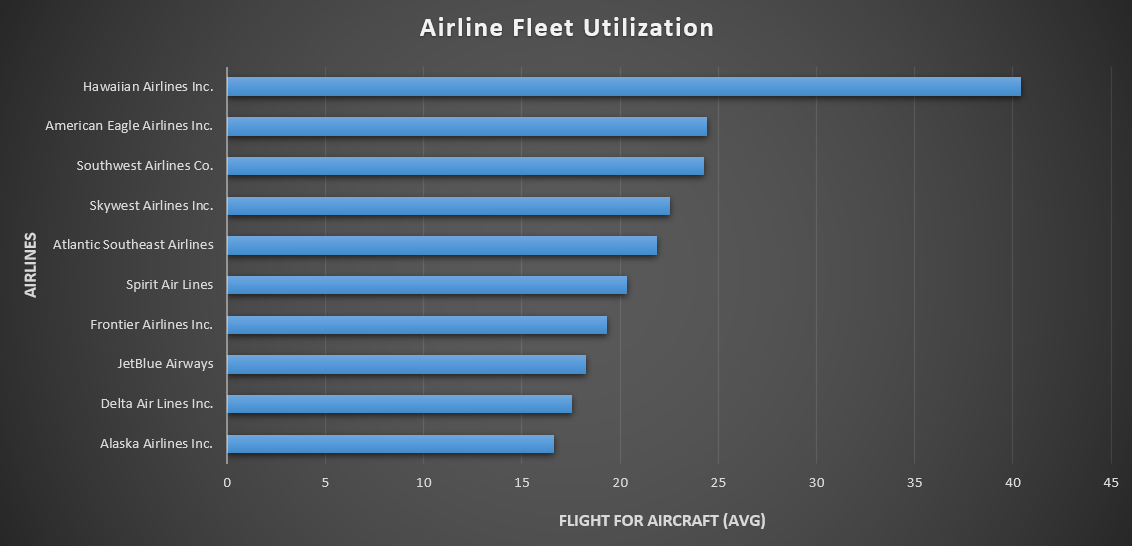 Airline Fleet Utilization
Hawaiian Airlines Inc.
American Eagle Airlines Inc.
Southwest Airlines Co.
Skywest Airlines Inc.
Atlantic Southeast Airlines
Spirit Air Lines
Frontier Airlines Inc.
JetBlue Airways
Delta Air Lines Inc.
Alaska Airlines Inc.
AIRLINES
0 5 10 15 20 25 30 35 40 45
FLIGHT FOR AIRCRAFT (AVG)